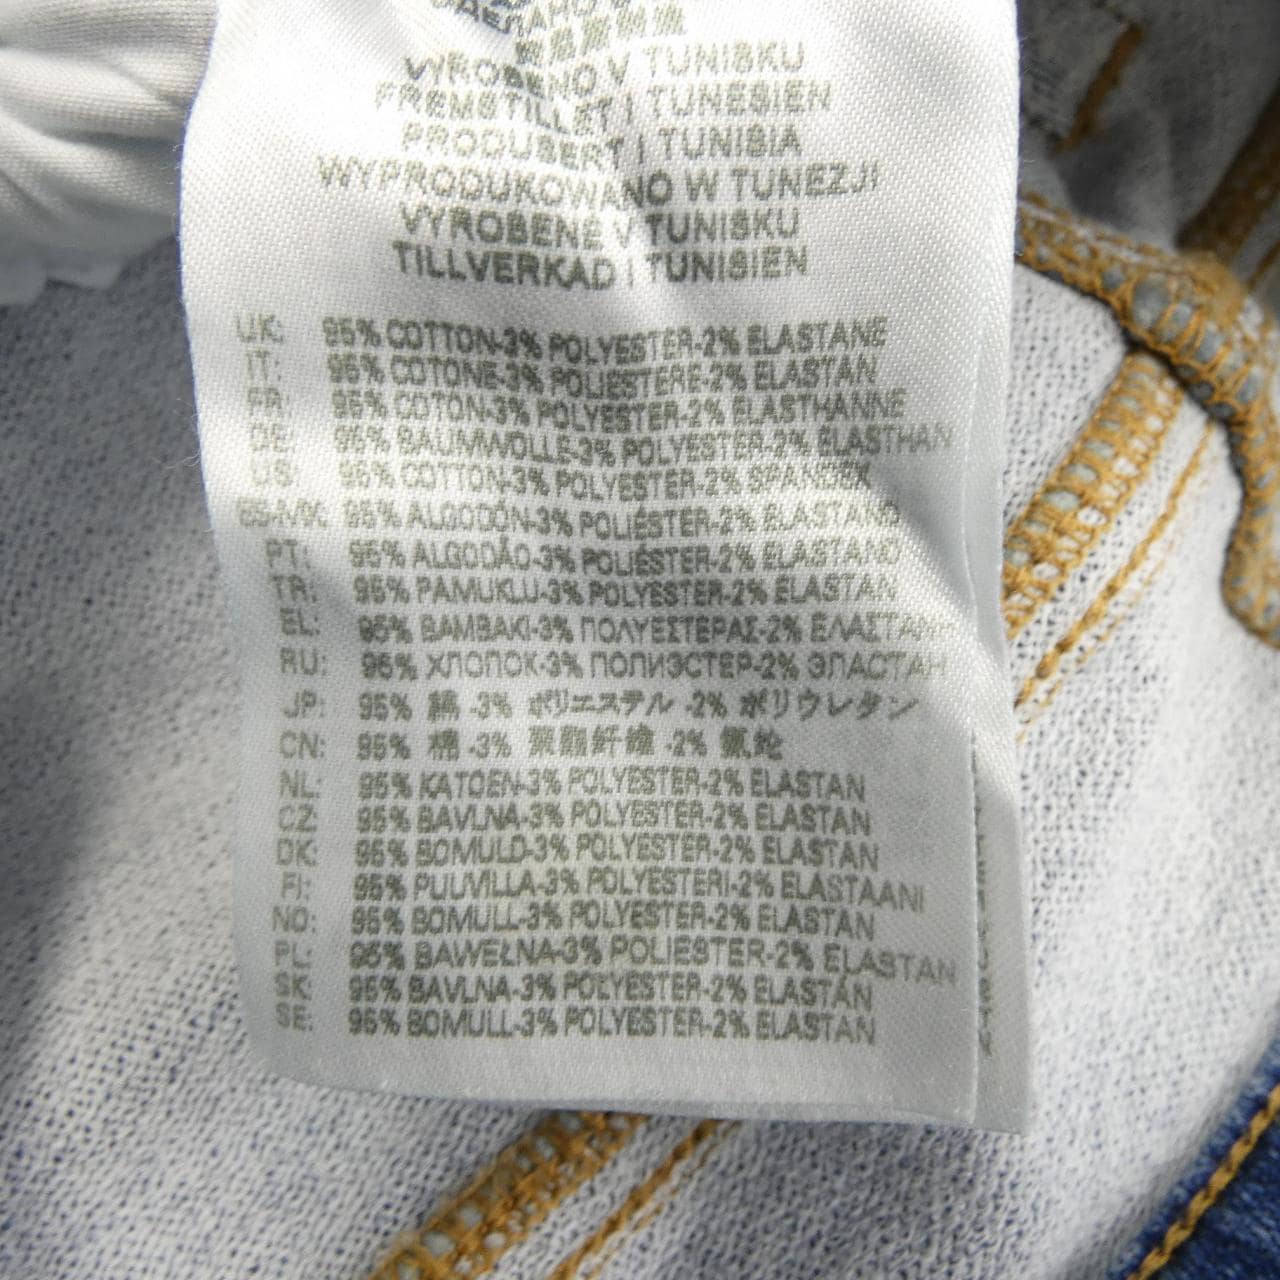 VYROBENO V TUNISKU
FREMSTILLET I TUNESIEN
PRODUSERT I TUNISIA
WYPRODUKOWANO W TUNEZJI
VYROBENÉ V TUNISKU
TILLVERKAD I TUNISIEN
UK: 95% COTTON-3% POLYESTER-2% ELASTANE
IT: 95% COTONE-3% POLIESTERE-2% ELASTAN
FR: 95% COTON-3% POLYESTER-2% ELASTHANNE
DE: 95% BAUMWOLLE-3% POLYESTER-2% ELASTHAN
US: 95% COTTON-3% POLYESTER-2% SPANDEX
ES-MX: 95% ALGODÓN-3% POLIÉSTER-2% ELASTANO
PT: 95% ALGODÃO-3% POLIÉSTER-2% ELASTANO
TR: 95% PAMUKLU-3% POLYESTER-2% ELASTAN
EL: 95% ΒΑΜΒΑΚΙ-3% ΠΟΛΥΕΣΤΕΡΑΣ-2% ΕΛΑΣΤΑΝΗ
RU: 95% ХЛОПОК-3% ПОЛИЭСТЕР-2% ЭЛАСТАН
JP: 95% 綿 -3% ポリエステル -2% ポリウレタン
CN: 95% 棉 -3% 聚酯纤维 -2% 氨纶
NL: 95% KATOEN-3% POLYESTER-2% ELASTAN
CZ: 95% BAVLNA-3% POLYESTER-2% ELASTAN
DK: 95% BOMULD-3% POLYESTER-2% ELASTAN
FI: 95% PUUVILLA-3% POLYESTERI-2% ELASTAANI
NO: 95% BOMULL-3% POLYESTER-2% ELASTAN
PL: 95% BAWEŁNA-3% POLIESTER-2% ELASTAN
SK: 95% BAVLNA-3% POLYESTER-2% ELASTAN
SE: 95% BOMULL-3% POLYESTER-2% ELASTAN